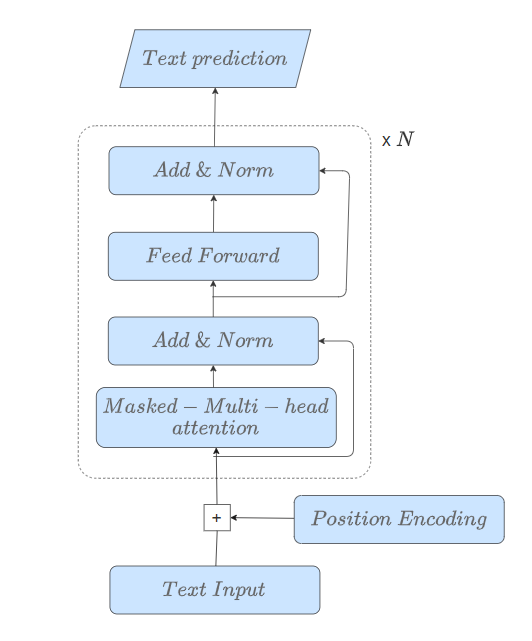 Text prediction
x N
Add & Norm
Feed Forward
Add & Norm
Masked – Multi – head
attention
+
Position Encoding
Text Input